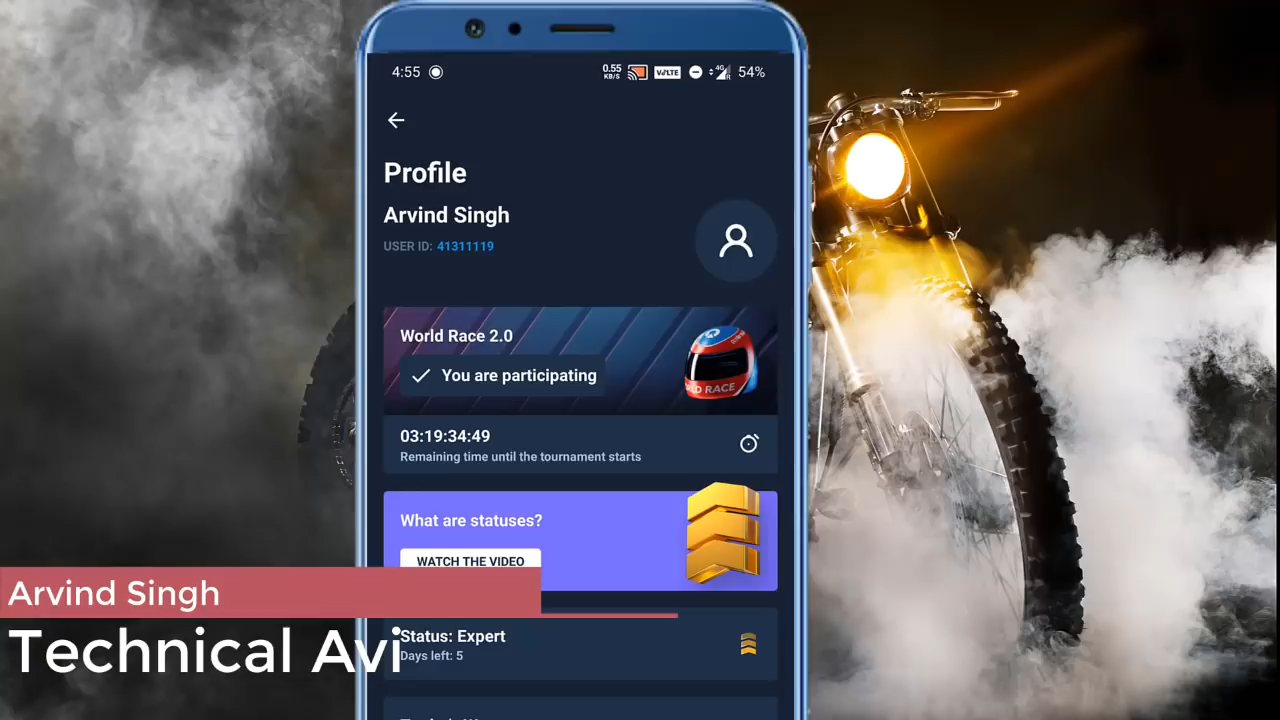 4:55
0.55
KB/S
VoLTE
4G
R
54%
Profile
Arvind Singh
USER ID: 41311119
World Race 2.0
You are participating
LD RACE
03:19:34:49
Remaining time until the tournament starts
What are statuses?
WATCH THE VIDEO
Arvind Singh
Technical Avi
Status: Expert
Days left: 5